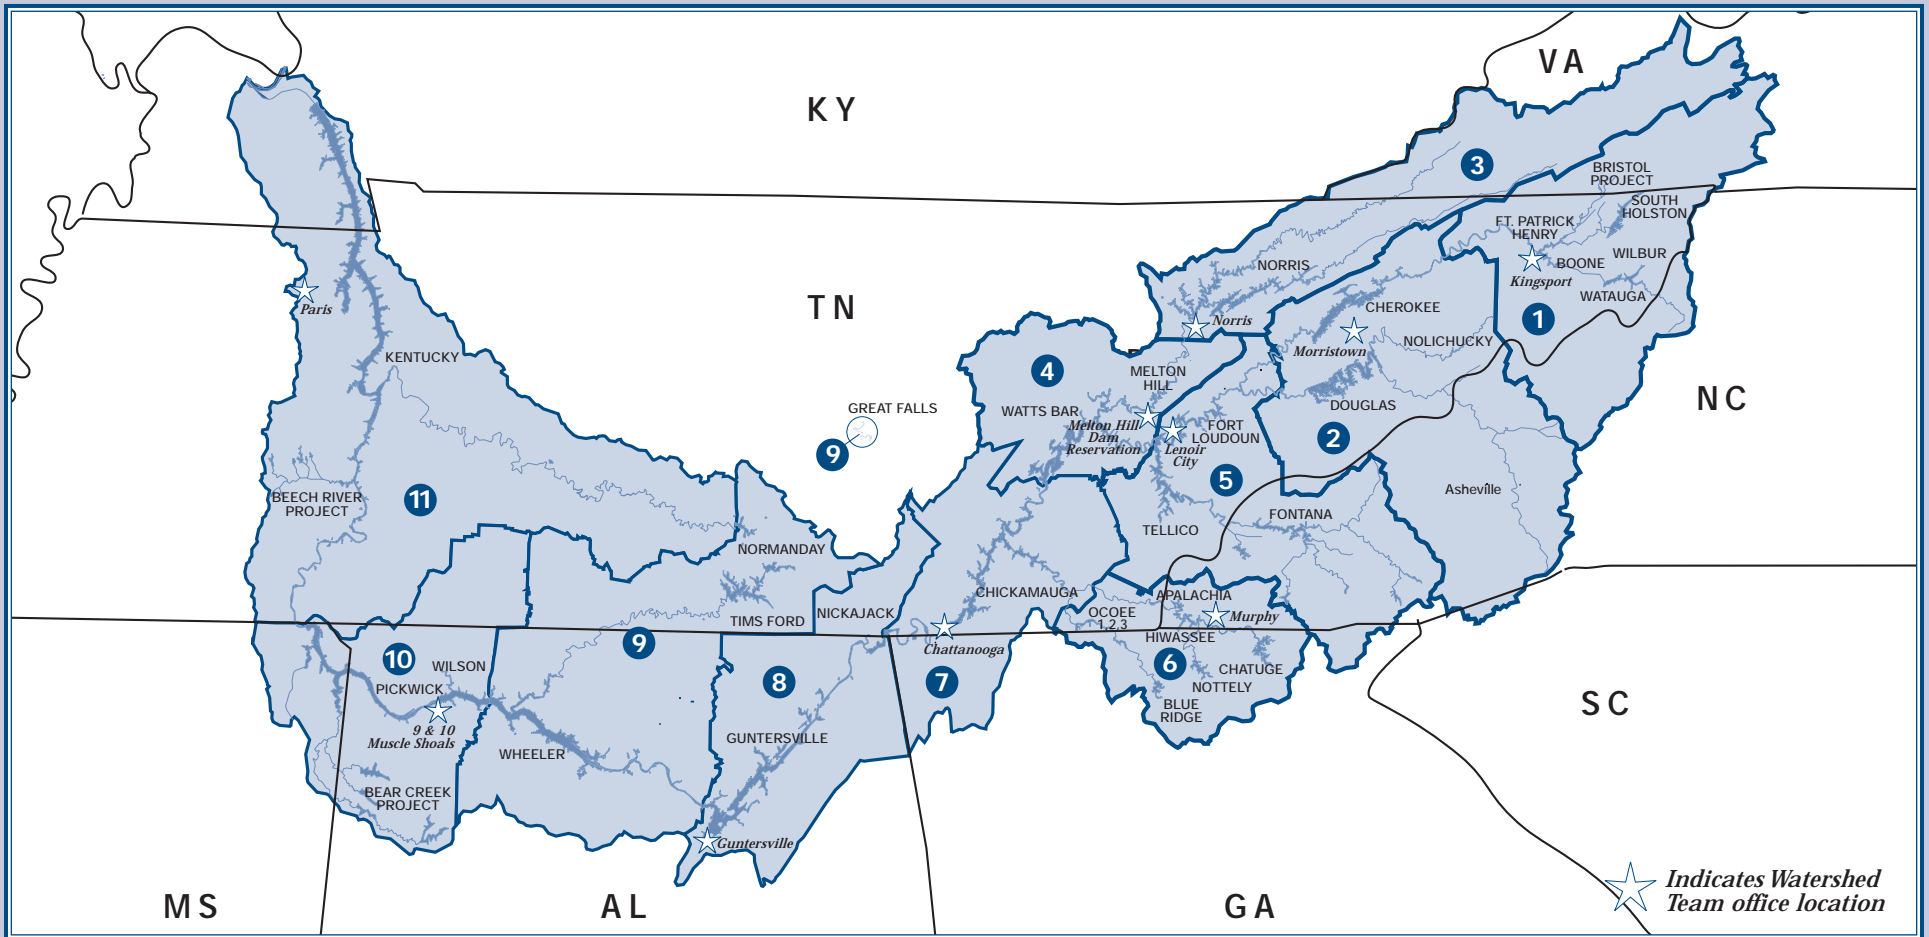 VA
KY
3
BRISTOL
PROJECT
SOUTH
HOLSTON
FT. PATRICK
HENRY
WILBUR
BOONE
Kingsport
WATAUGA
1
NORRIS
TN
Paris
Norris
CHEROKEE
Morristown
NOLICHUCKY
KENTUCKY
4
MELTON
HILL
NC
GREAT FALLS
9
WATTS BAR
Melton Hill
Dam
Reservation
FORT
LOUDOUN
Lenoir
City
DOUGLAS
2
5
Asheville
BEECH RIVER
PROJECT
11
TELLICO
FONTANA
NORMANDAY
CHICKAMAUGA
APALACHIA
NICKAJACK
TIMS FORD
OCOEE
1,2,3
Murphy
HIWASSEE
Chattanooga
10
WILSON
9
PICKWICK
8
7
6
CHATUGE
NOTTELY
BLUE
RIDGE
SC
9 & 10
Muscle Shoals
WHEELER
GUNTERSVILLE
BEAR CREEK
PROJECT
Guntersville
MS
AL
GA
Indicates Watershed
Team office location